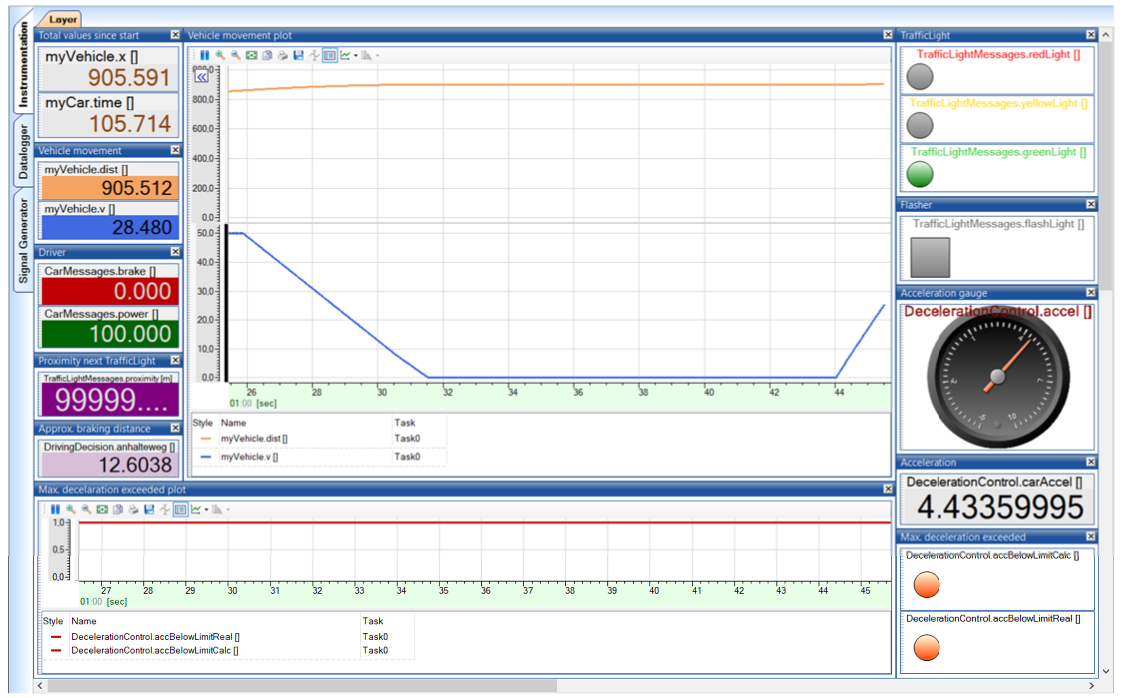 Layer
Instrumentation
Datalogger
Signal Generator
Total values since start
myVehicle.x []
905.591
myCar.time []
105.714
Vehicle movement
myVehicle.dist []
905.512
myVehicle.v []
28.480
Driver
CarMessages.brake []
0.000
CarMessages.power []
100.000
Proximity next TrafficLight
TrafficLightMessages.proximity [m]
99999....
Approx. braking distance
DrivingDecision.anhalteweg []
12.6038
Vehicle movement plot
800.0
600.0
400.0
200.0
0.0
50.0
40.0
30.0
20.0
10.0
0.0
26 28 30 32 34 36 38 40 42 44
01:00 [sec]
Style Name Task
myVehicle.dist [] Task0
myVehicle.v [] Task0
Max. decelaration exceeded plot
1,0
0,5
0,0
27 28 29 30 31 32 33 34 35 36 37 38 39 40 41 42 43 44 45
01:00 [sec]
Style Name Task
DecelerationControl.accBelowLimitReal [] Task0
DecelerationControl.accBelowLimitCalc [] Task0
TrafficLight
TrafficLightMessages.redLight []
TrafficLightMessages.yellowLight []
TrafficLightMessages.greenLight []
Flasher
TrafficLightMessages.flashLight []
Acceleration gauge
DecelerationControl.accel []
10
Acceleration
DecelerationControl.carAccel []
4.43359995
Max. deceleration exceeded
DecelerationControl.accBelowLimitCalc []
DecelerationControl.accBelowLimitReal []